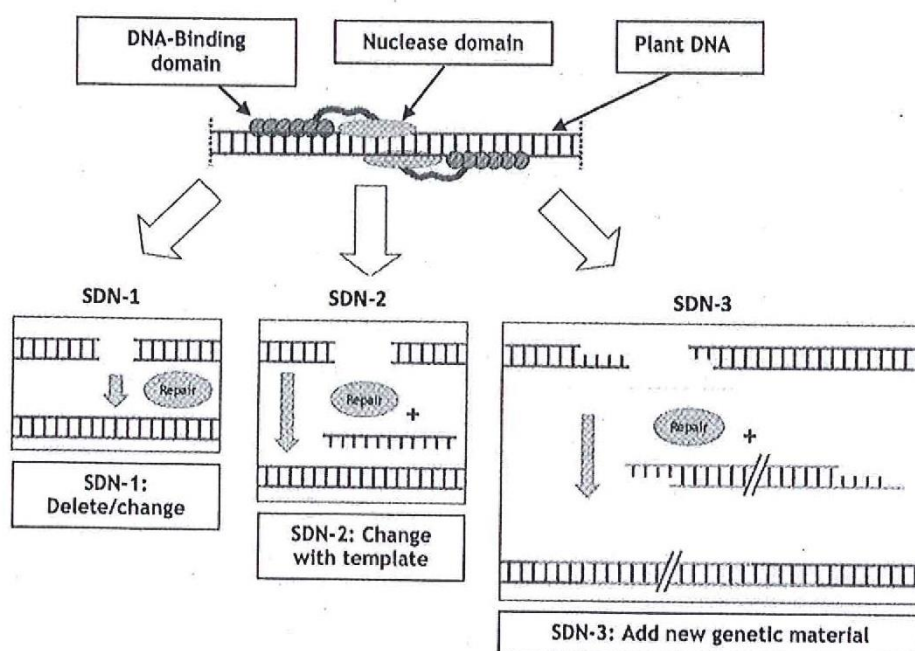 DNA-Binding
domain
Nuclease domain
Plant DNA
SDN-1
SDN-2
SDN-3
Repair
Repair
+
Repair
+
SDN-1:
Delete/change
SDN-2: Change
with template
SDN-3: Add new genetic material